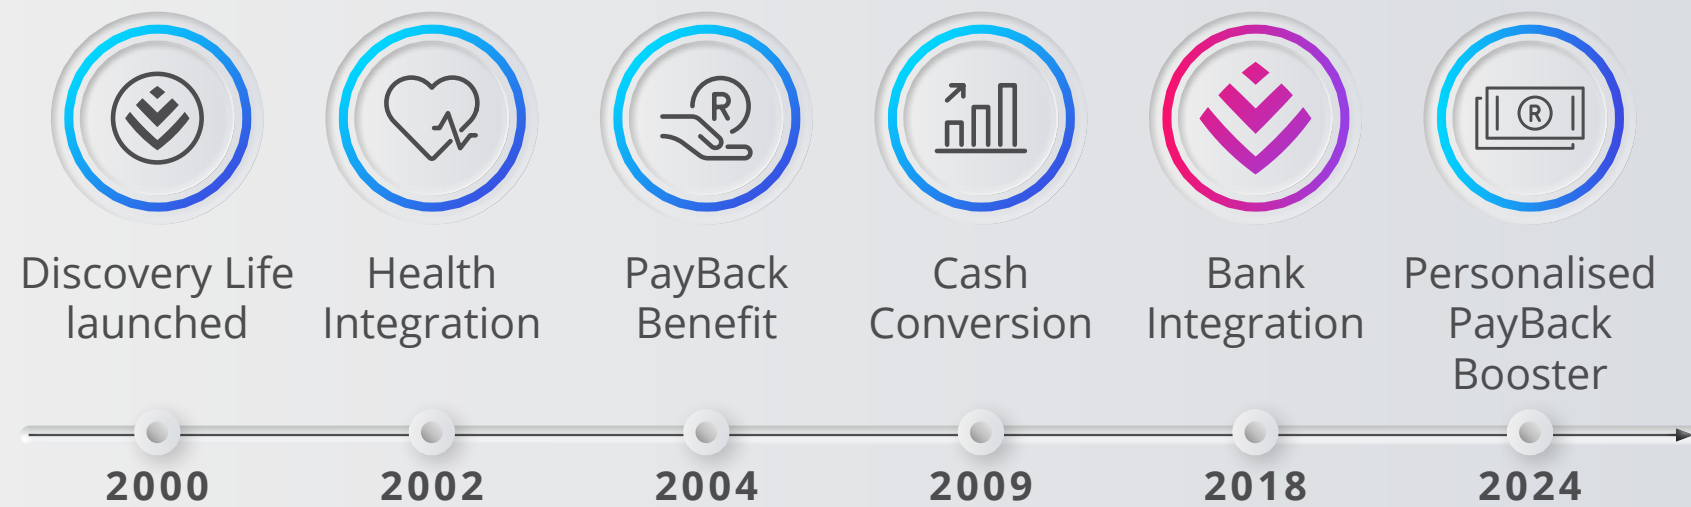 R
R
Discovery Life
launched
Health
Integration
PayBack
Benefit
Cash
Conversion
Bank
Integration
Personalised
PayBack
Booster
2000
2002
2004
2009
2018
2024